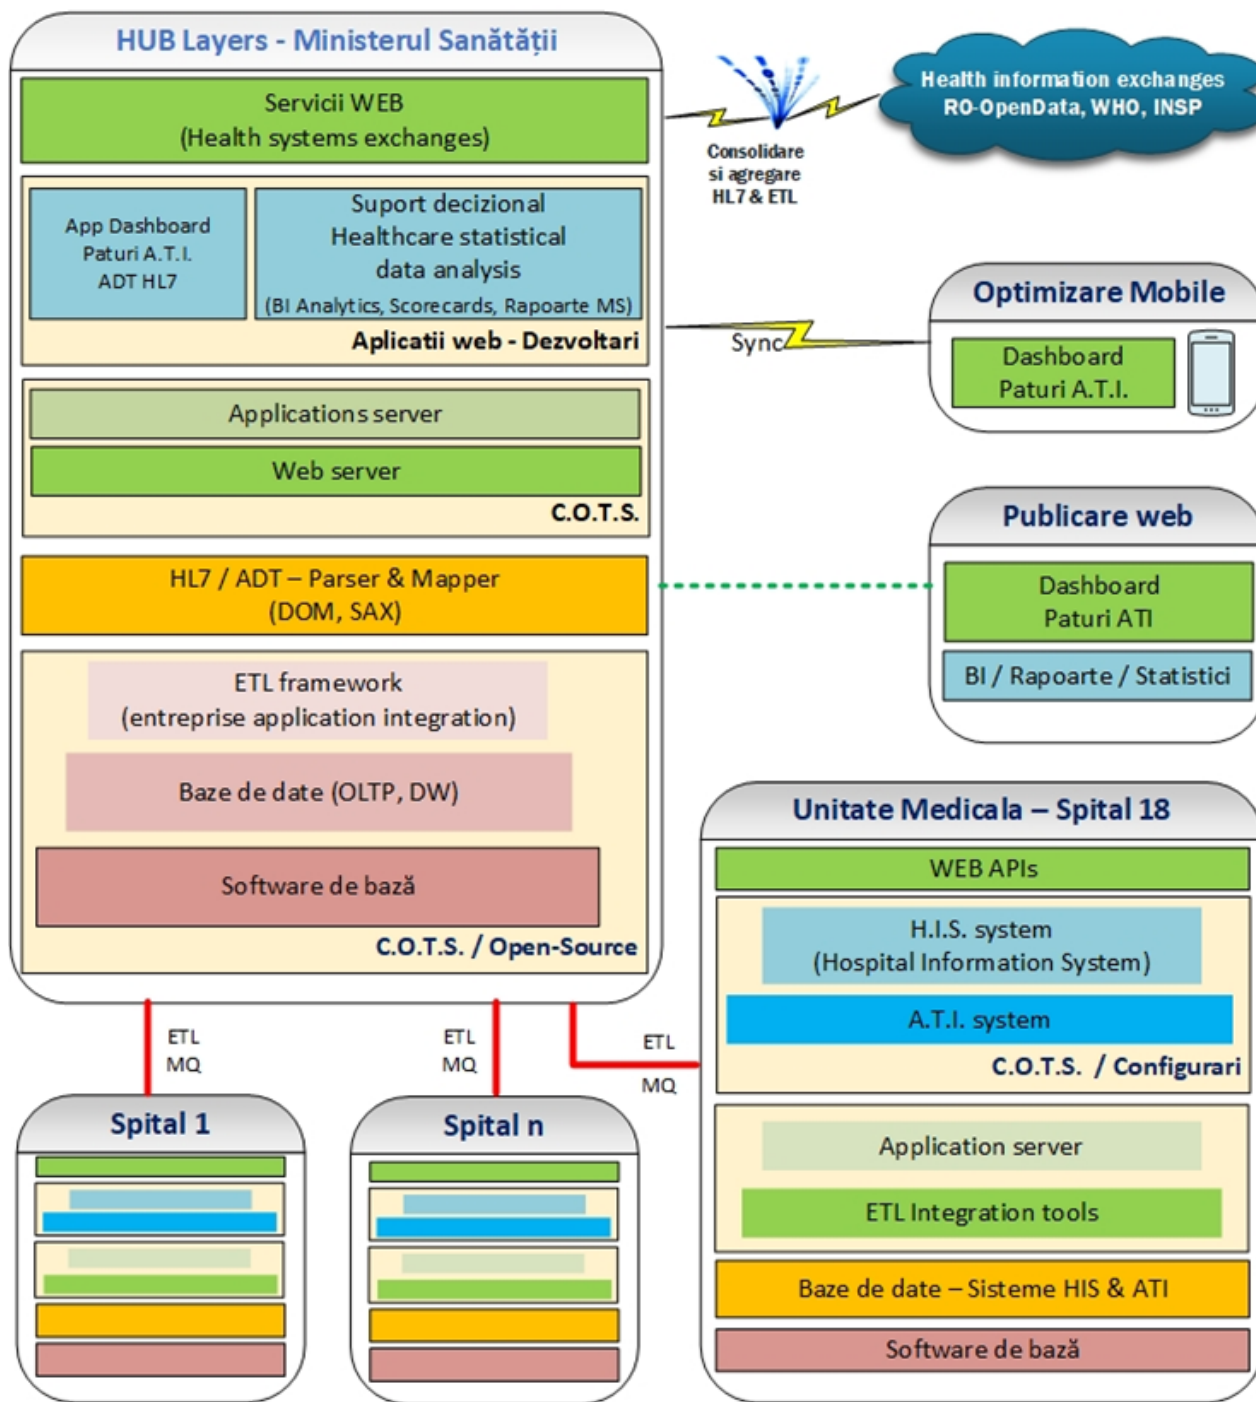 HUB Layers - Ministerul Sanătății
Servicii WEB
(Health systems exchanges)
App Dashboard
Paturi A.T.I.
ADT HL7
Suport decizional
Healthcare statistical
data analysis
(BI Analytics, Scorecards, Rapoarte MS)
Aplicatii web - Dezvoltari
Applications server
Web server
C.O.T.S.
HL7 / ADT – Parser & Mapper
(DOM, SAX)
ETL framework
(entreprise application integration)
Baze de date (OLTP, DW)
Software de bază
C.O.T.S. / Open-Source
Health information exchanges
RO-OpenData, WHO, INSP
Consolidare
si agregare
HL7 & ETL
Optimizare Mobile
Dashboard
Paturi A.T.I.
Sync
Publicare web
Dashboard
Paturi ATI
BI / Rapoarte / Statistici
Unitate Medicala – Spital 18
WEB APIs
H.I.S. system
(Hospital Information System)
A.T.I. system
C.O.T.S. / Configurari
Application server
ETL Integration tools
Baze de date – Sisteme HIS & ATI
Software de bază
ETL
MQ
ETL
MQ
ETL
MQ
Spital 1
Spital n